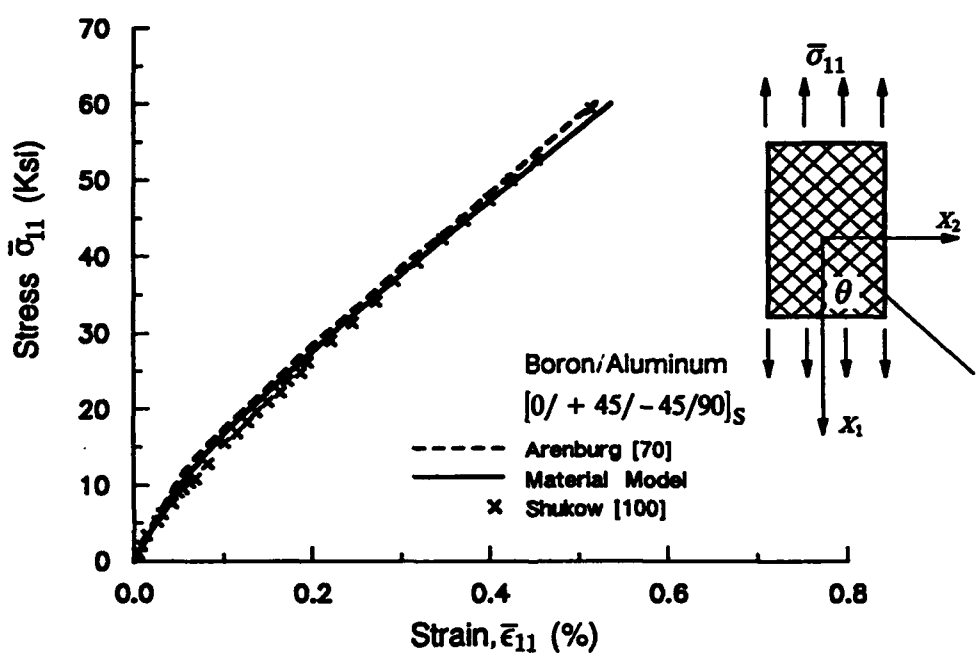 70
60
50
40
30
20
10
0
Stress σ̅₁₁ (Ksi)
0.0 0.2 0.4 0.6 0.8
Strain, ε̅₁₁ (%)
Boron/Aluminum
[0/ + 45/ − 45/90]S
Arenburg [70]
Material Model
Shukow [100]
σ̅₁₁
X₂
θ
X₁